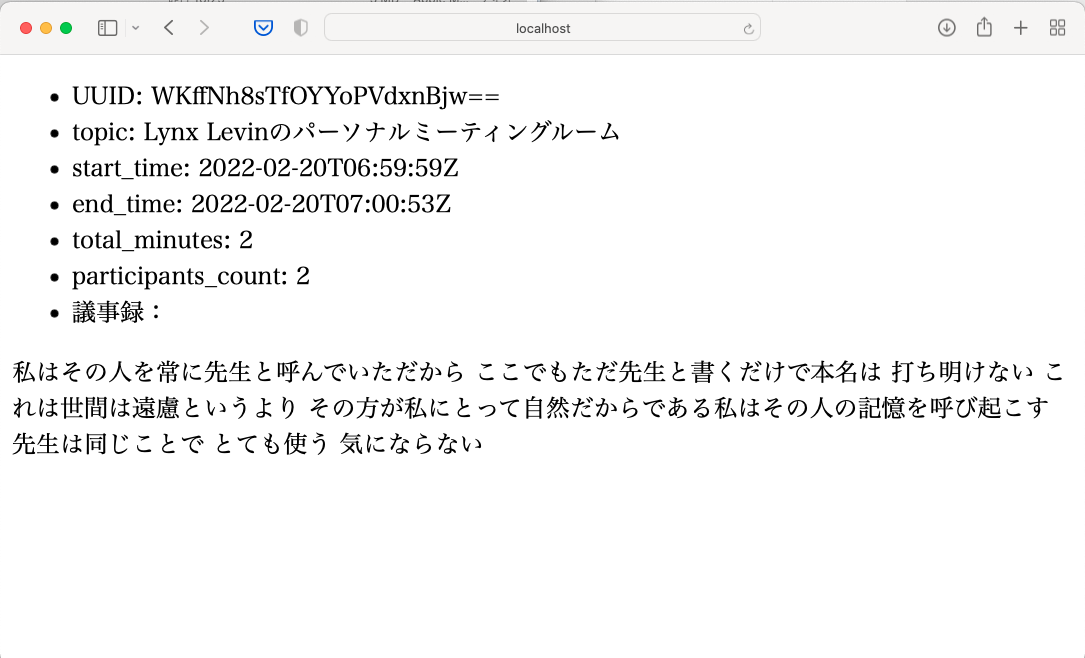 localhost
UUID: WKffNh8sTfOYYoPVdxnBjw==
topic: Lynx Levinのパーソナルミーティングルーム
start_time: 2022-02-20T06:59:59Z
end_time: 2022-02-20T07:00:53Z
total_minutes: 2
participants_count: 2
議事録：
私はその人を常に先生と呼んでいただから ここでもただ先生と書くだけで本名は 打ち明けない こ
れは世間は遠慮というより その方が私にとって自然だからである私はその人の記憶を呼び起こす
先生は同じことで とても使う 気にならない